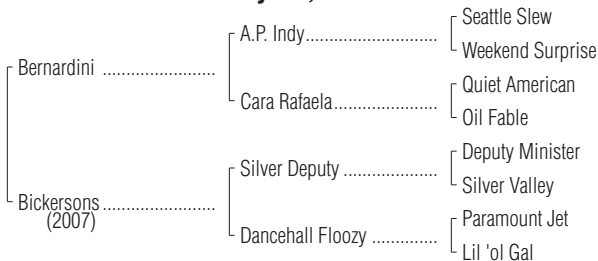 Seattle Slew
A.P. Indy
Weekend Surprise
Bernardini
Quiet American
Cara Rafaela
Oil Fable
Deputy Minister
Silver Deputy
Silver Valley
Bickersons
(2007)
Paramount Jet
Dancehall Floozy
Lil 'ol Gal